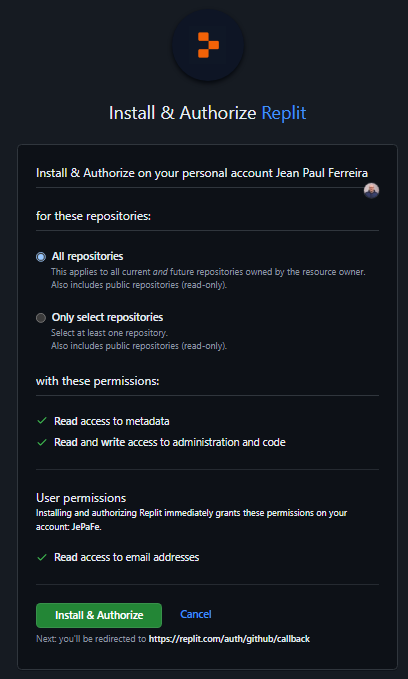 Install & Authorize Replit
Install & Authorize on your personal account Jean Paul Ferreira
for these repositories:
All repositories
This applies to all current and future repositories owned by the resource owner.
Also includes public repositories (read-only).
Only select repositories
Select at least one repository.
Also includes public repositories (read-only).
with these permissions:
Read access to metadata
Read and write access to administration and code
User permissions
Installing and authorizing Replit immediately grants these permissions on your
account: JePaFe.
Read access to email addresses
Install & Authorize Cancel
Next: you'll be redirected to https://replit.com/auth/github/callback